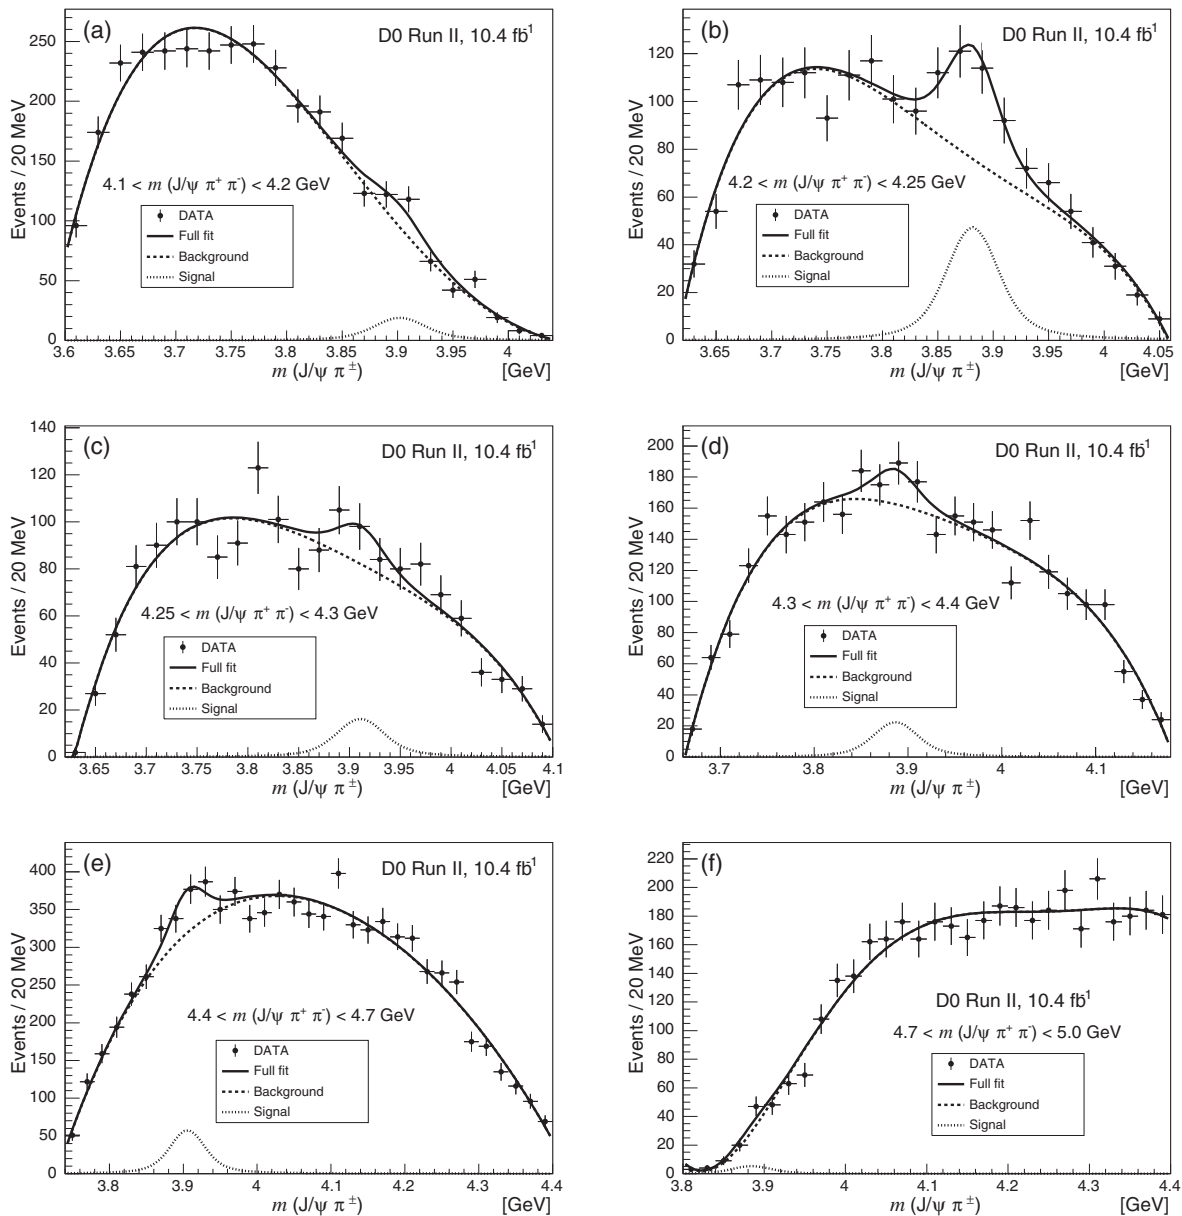 (a)
D0 Run II, 10.4 fb⁻¹
Events / 20 MeV
250
200
150
100
50
0
4.1 < m (J/ψ π⁺ π⁻) < 4.2 GeV
DATA
Full fit
Background
Signal
3.6 3.65 3.7 3.75 3.8 3.85 3.9 3.95 4
m (J/ψ π±) [GeV]
(b)
D0 Run II, 10.4 fb⁻¹
Events / 20 MeV
120
100
80
60
40
20
0
4.2 < m (J/ψ π⁺ π⁻) < 4.25 GeV
DATA
Full fit
Background
Signal
3.65 3.7 3.75 3.8 3.85 3.9 3.95 4 4.05
m (J/ψ π±) [GeV]
(c)
D0 Run II, 10.4 fb⁻¹
Events / 20 MeV
140
120
100
80
60
40
20
0
4.25 < m (J/ψ π⁺ π⁻) < 4.3 GeV
DATA
Full fit
Background
Signal
3.65 3.7 3.75 3.8 3.85 3.9 3.95 4 4.05 4.1
m (J/ψ π±) [GeV]
(d)
D0 Run II, 10.4 fb⁻¹
Events / 20 MeV
200
180
160
140
120
100
80
60
40
20
0
4.3 < m (J/ψ π⁺ π⁻) < 4.4 GeV
DATA
Full fit
Background
Signal
3.7 3.8 3.9 4 4.1
m (J/ψ π±) [GeV]
(e)
D0 Run II, 10.4 fb⁻¹
Events / 20 MeV
400
350
300
250
200
150
100
50
0
4.4 < m (J/ψ π⁺ π⁻) < 4.7 GeV
DATA
Full fit
Background
Signal
3.8 3.9 4 4.1 4.2 4.3 4.4
m (J/ψ π±) [GeV]
(f)
Events / 20 MeV
220
200
180
160
140
120
100
80
60
40
20
0
D0 Run II, 10.4 fb⁻¹
4.7 < m (J/ψ π⁺ π⁻) < 5.0 GeV
DATA
Full fit
Background
Signal
3.8 3.9 4 4.1 4.2 4.3 4.4
m (J/ψ π±) [GeV]